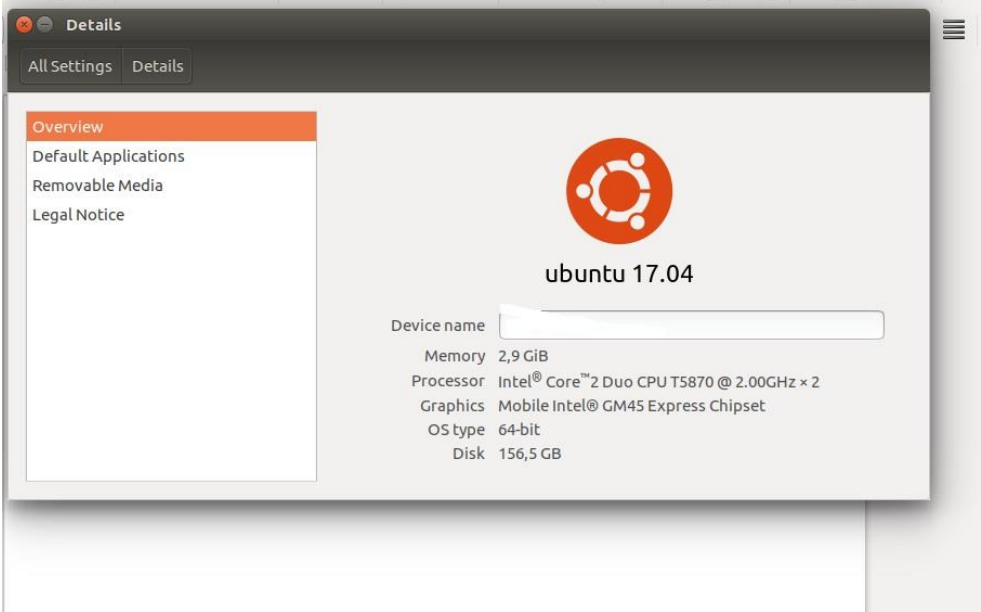 Details
All Settings Details
Overview
Default Applications
Removable Media
Legal Notice
ubuntu 17.04
Device name
Memory 2,9 GiB
Processor Intel® Core™2 Duo CPU T5870 @ 2.00GHz × 2
Graphics Mobile Intel® GM45 Express Chipset
OS type 64-bit
Disk 156,5 GB